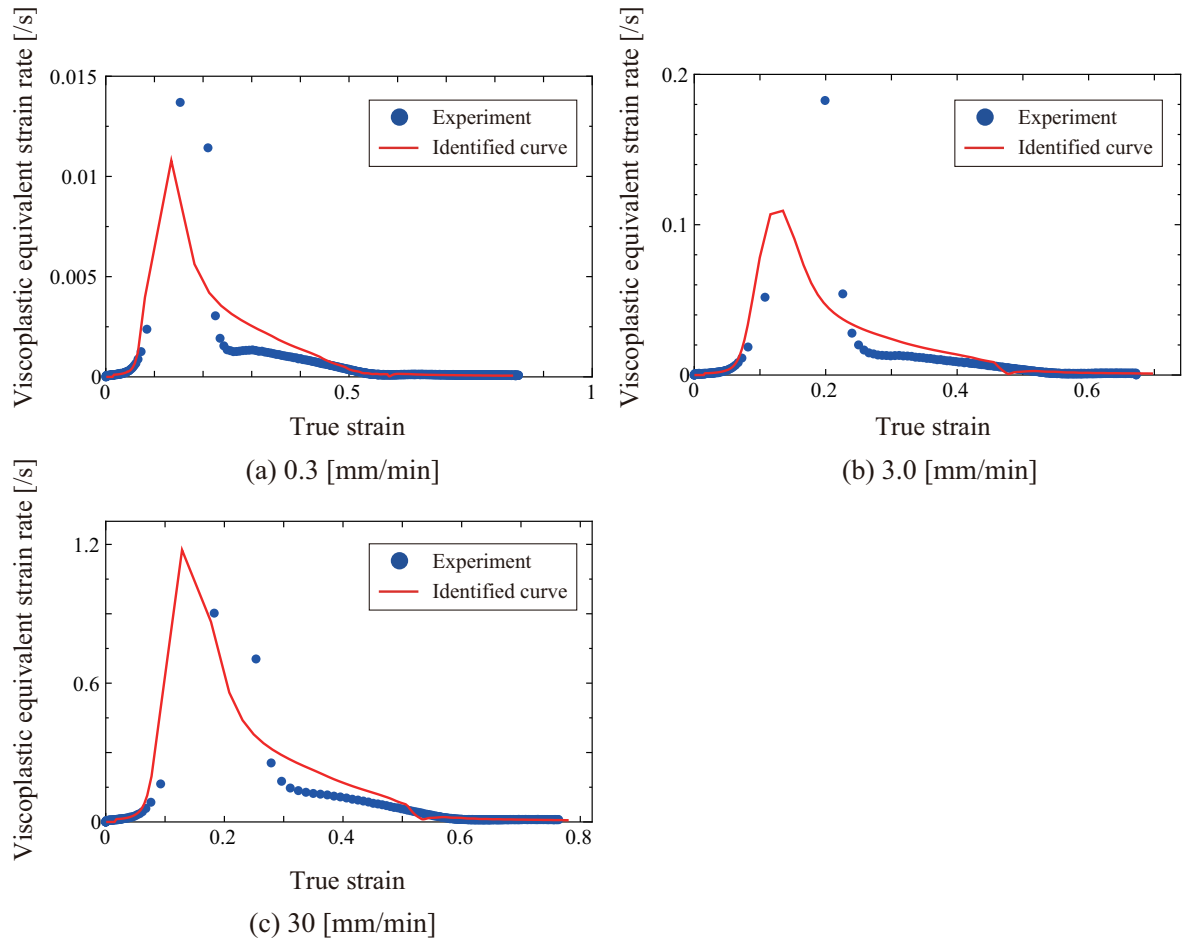 Viscoplastic equivalent strain rate [/s]
0.015
0.01
0.005
0
0.5
1
Experiment
Identified curve
True strain
(a) 0.3 [mm/min]
Viscoplastic equivalent strain rate [/s]
0.2
0.1
0
0
0.2
0.4
0.6
Experiment
Identified curve
True strain
(b) 3.0 [mm/min]
Viscoplastic equivalent strain rate [/s]
1.2
0.6
0
0
0.2
0.4
0.6
0.8
Experiment
Identified curve
True strain
(c) 30 [mm/min]